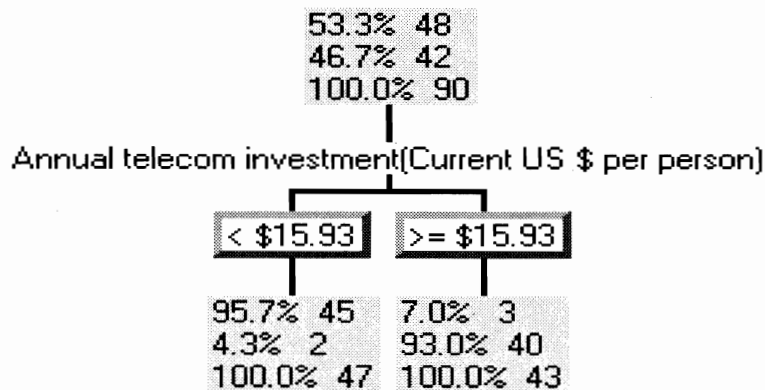 53.3% 48
46.7% 42
100.0% 90
Annual telecom investment(Current US $ per person)
< $15.93 >= $15.93
95.7% 45 7.0% 3
4.3% 2 93.0% 40
100.0% 47 100.0% 43